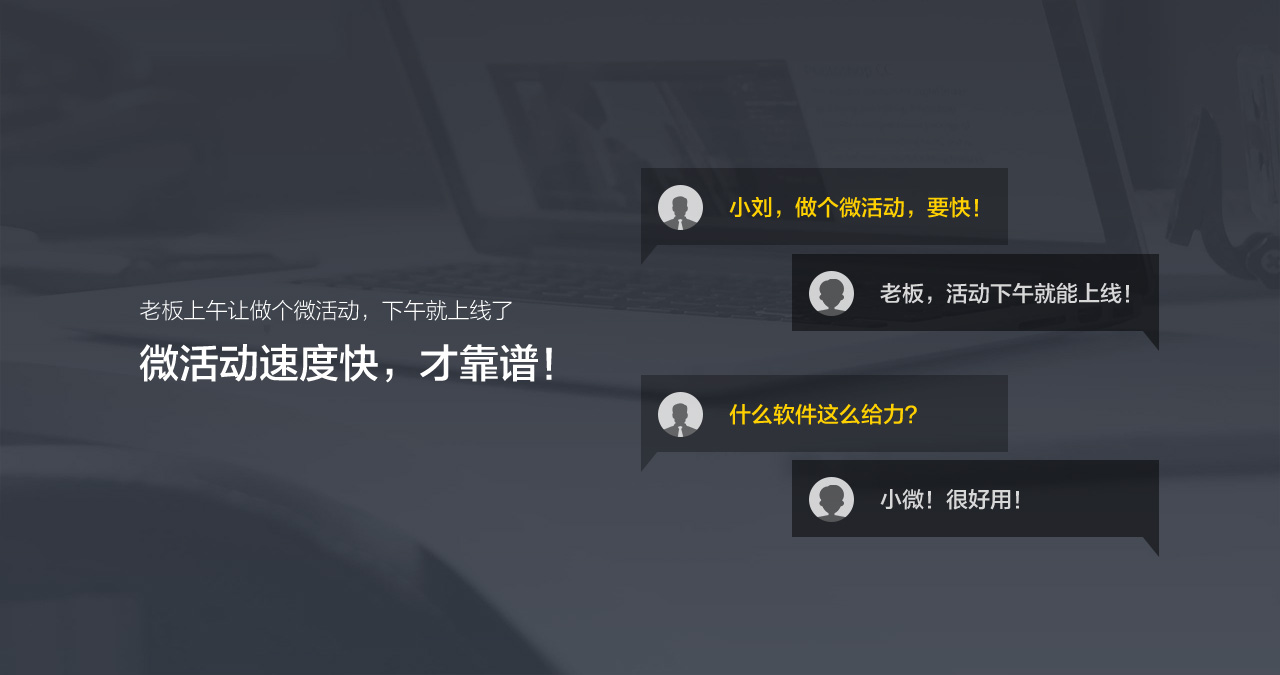 老板上午让做个微活动，下午就上线了
微活动速度快，才靠谱！
小刘，做个微活动，要快！
老板，活动下午就能上线！
什么软件这么给力？
小微！很好用！